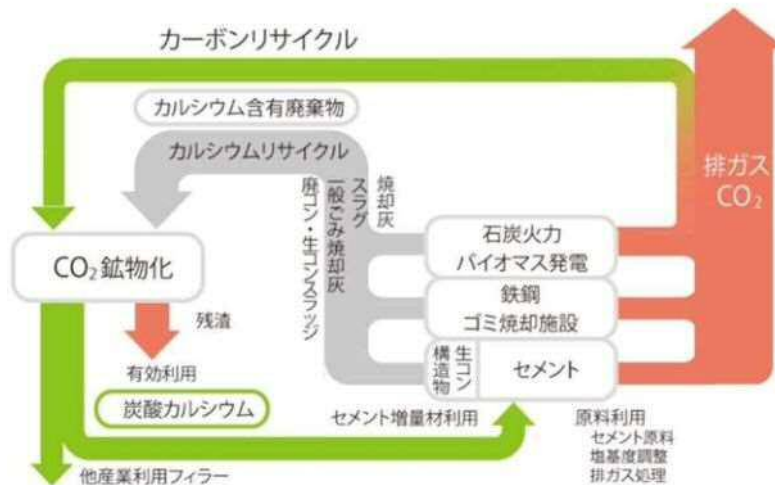 カーボンリサイクル
カルシウム含有廃棄物
カルシウムリサイクル
排ガス
CO₂
焼却灰
スラグ
一般ごみ焼却灰
廃コン・生コンスラッジ
石炭火力
バイオマス発電
CO₂鉱物化
鉄鋼
ゴミ焼却施設
残渣
生コン
構造物
セメント
有効利用
炭酸カルシウム
セメント増量材利用
原料利用
セメント原料
塩基度調整
排ガス処理
他産業利用フィラー